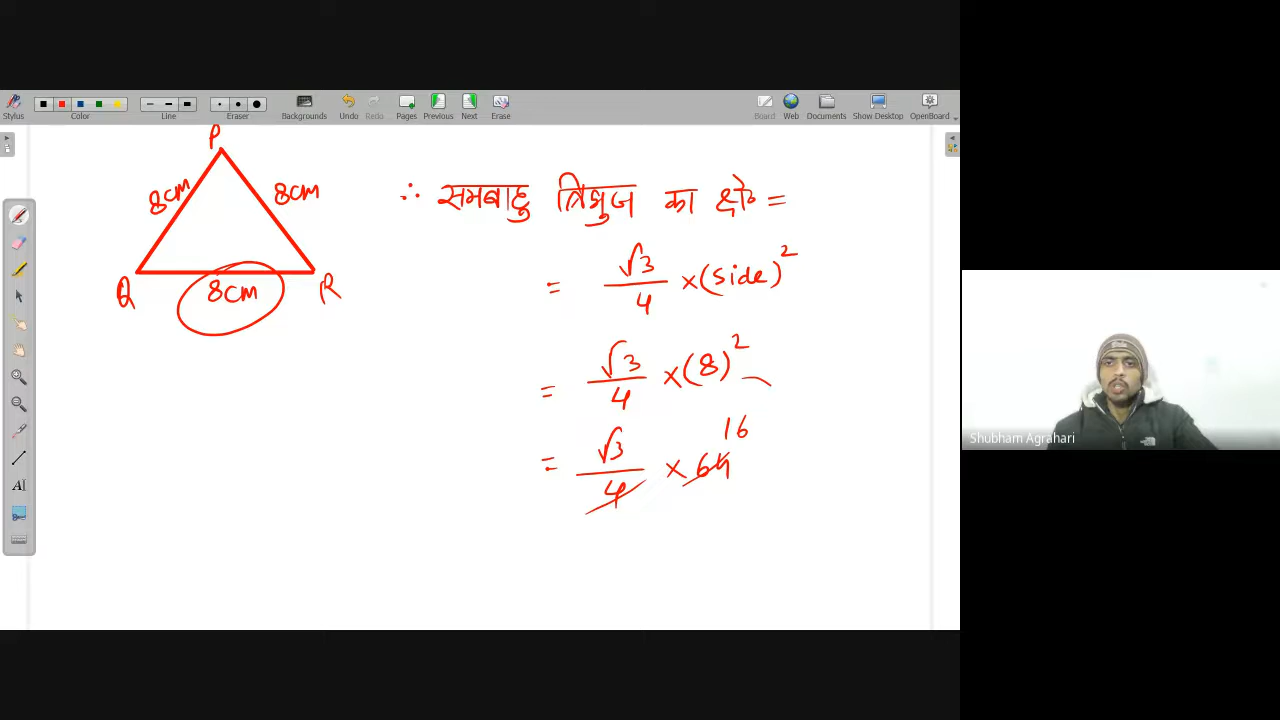 Stylus Color Line Eraser Backgrounds Undo Redo Pages Previous Next Erase Board Web Documents Show Desktop OpenBoard
P
8cm 8cm
Q 8cm R
∴ समबाहु त्रिभुज का क्षे० =
= √3/4 × (side)²
= √3/4 × (8)²
= √3/4 × 64 16
Shubham Agrahari